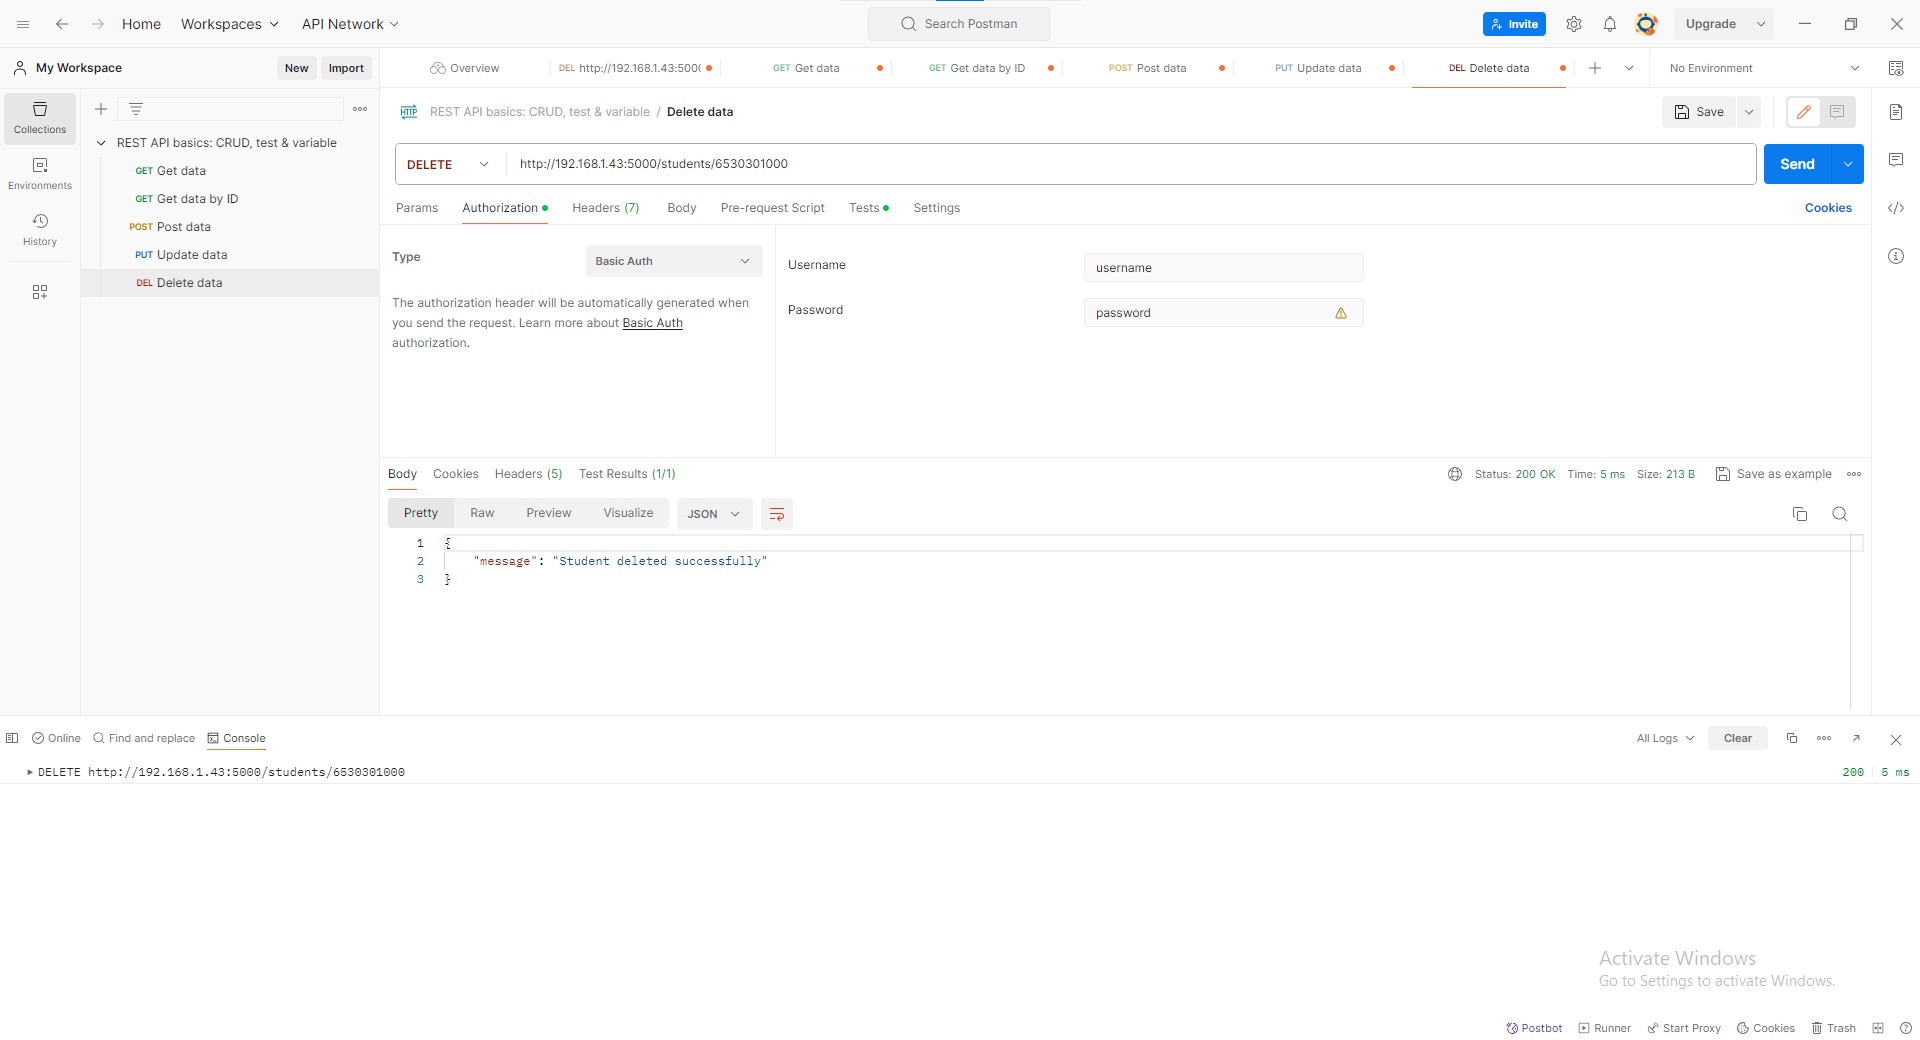 Home
Workspaces
API Network
Search Postman
Invite
Upgrade
My Workspace
New
Import
Overview
DEL http://192.168.1.43:500(
GET Get data
GET Get data by ID
POST Post data
PUT Update data
DEL Delete data
No Environment
Collections
Environments
History
REST API basics: CRUD, test & variable
GET Get data
GET Get data by ID
POST Post data
PUT Update data
DEL Delete data
HTTP REST API basics: CRUD, test & variable / Delete data
Save
DELETE
http://192.168.1.43:5000/students/6530301000
Send
Params
Authorization
Headers (7)
Body
Pre-request Script
Tests
Settings
Cookies
Type
Basic Auth
The authorization header will be automatically generated when
you send the request. Learn more about Basic Auth
authorization.
Username
username
Password
password
Body
Cookies
Headers (5)
Test Results (1/1)
Status: 200 OK
Time: 5 ms
Size: 213 B
Save as example
Pretty
Raw
Preview
Visualize
JSON
1 {
2 "message": "Student deleted successfully"
3 }
Online
Find and replace
Console
All Logs
Clear
DELETE http://192.168.1.43:5000/students/6530301000
200
5 ms
Activate Windows
Go to Settings to activate Windows.
Postbot
Runner
Start Proxy
Cookies
Trash